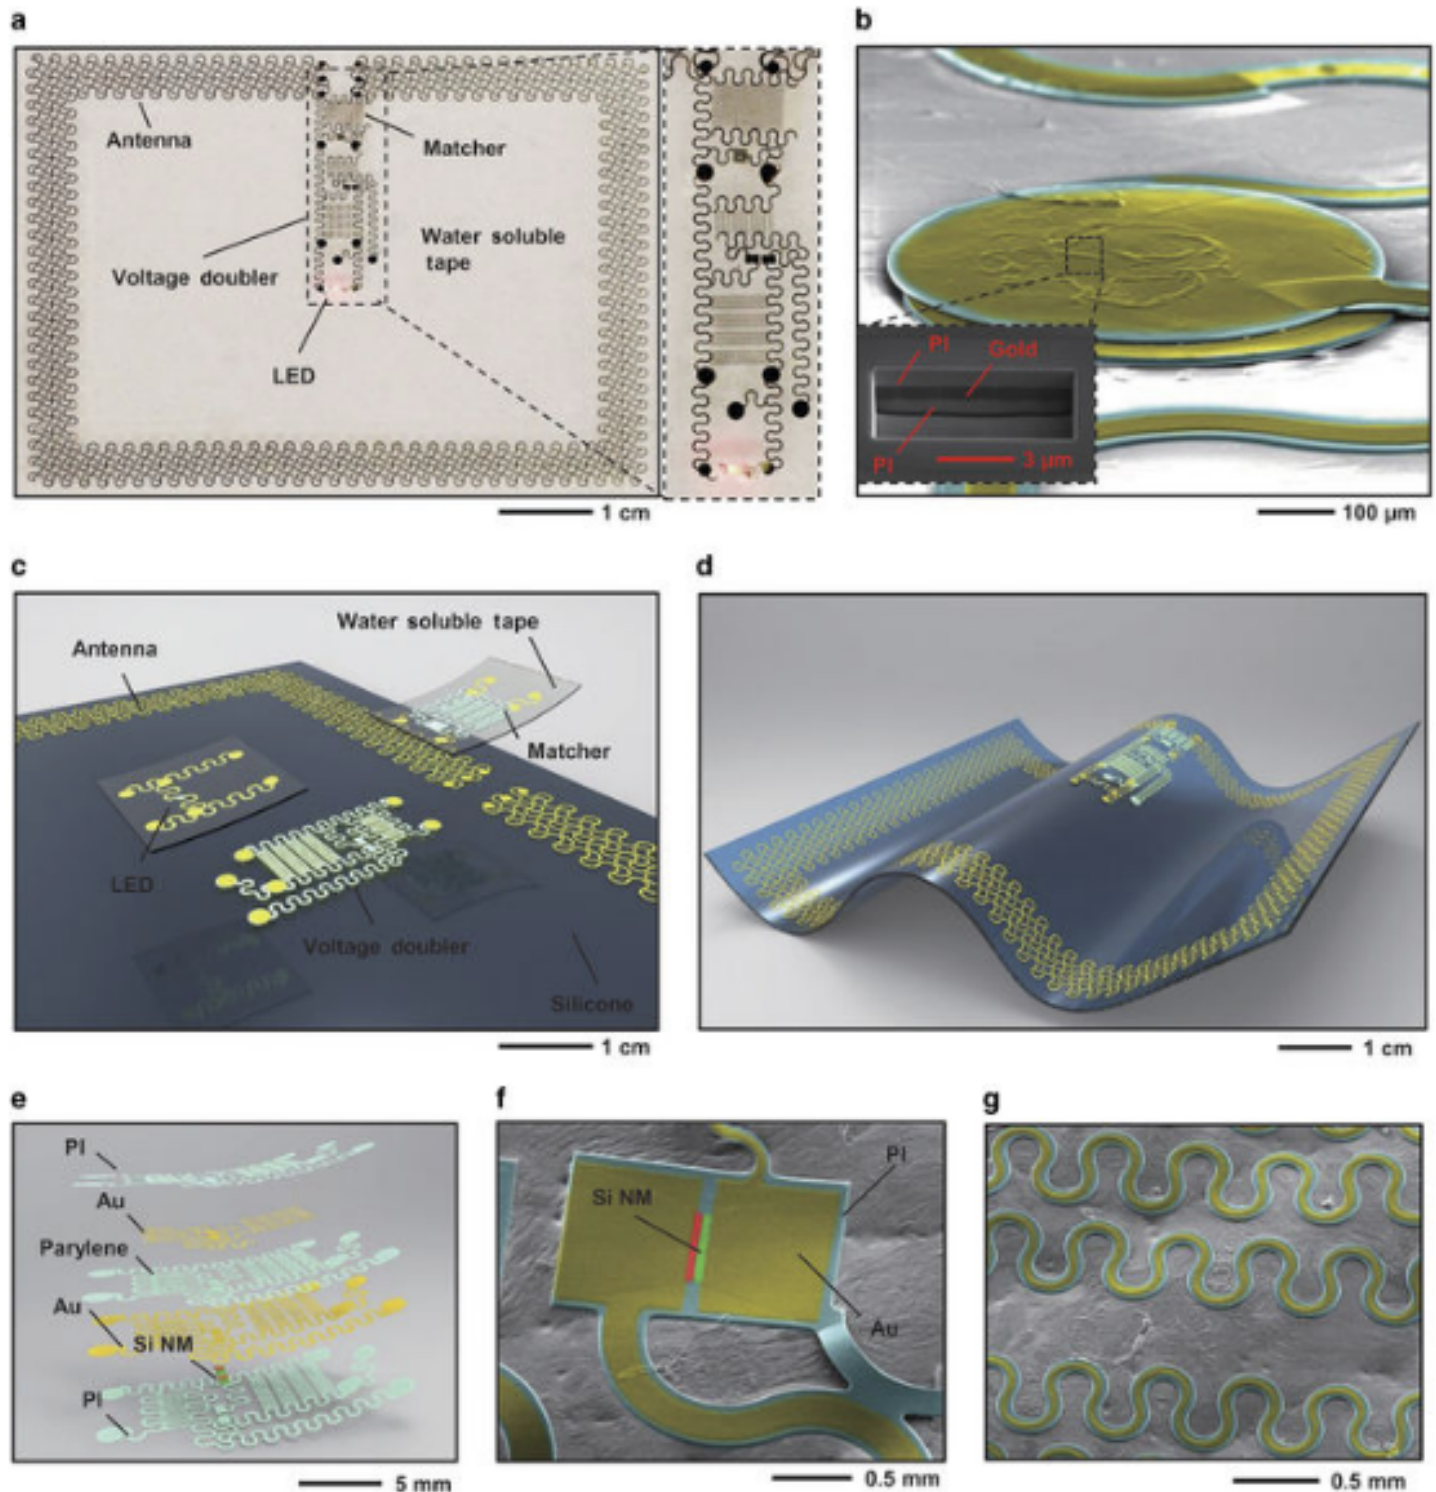 a
Antenna
Matcher
Voltage doubler
Water soluble
tape
LED
1 cm
b
PI
Gold
PI
3 μm
100 μm
c
Water soluble tape
Antenna
Matcher
LED
Voltage doubler
Silicone
1 cm
d
1 cm
e
PI
Au
Parylene
Au
Si NM
PI
5 mm
f
PI
Si NM
Au
0.5 mm
g
0.5 mm